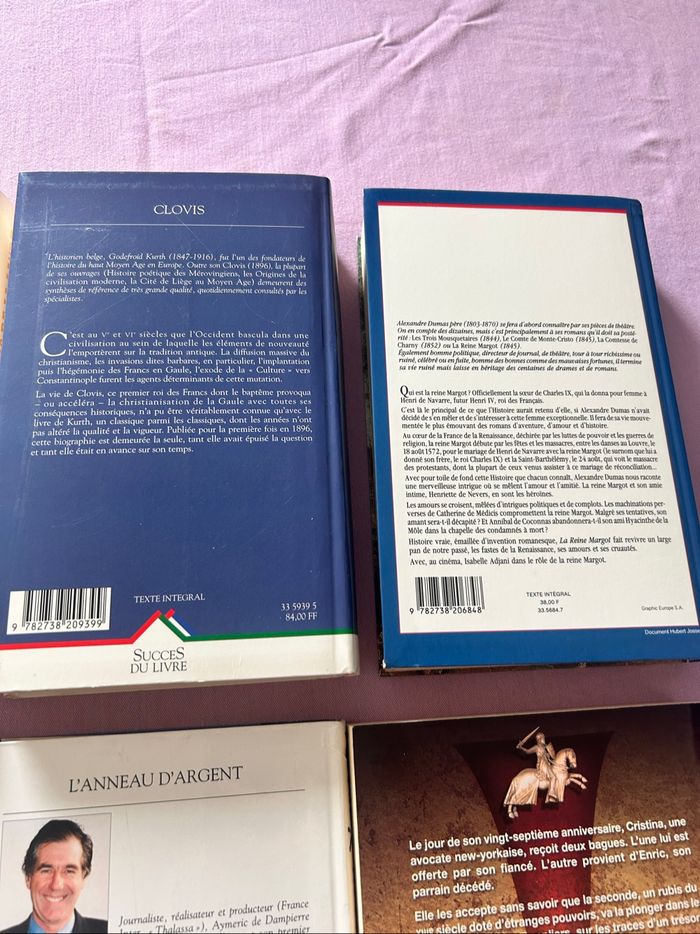 CLOVIS
L'historien belge, Godefroid Kurth (1847-1916), fut l'un des fondateurs de
l'histoire du haut Moyen Age en Europe. Outre son Clovis (1896), la plupart
de ses ouvrages (Histoire poétique des Mérovingiens, les Origines de la
civilisation moderne, la Cité de Liège au Moyen Age) demeurent des
synthèses de référence de très grande qualité, quotidiennement consultés par les
spécialistes.
C'est au Ve et VIe siècles que l'Occident bascula dans une
civilisation au sein de laquelle les éléments de nouveauté
l'emportèrent sur la tradition antique. La diffusion massive du
christianisme, les invasions dites barbares, en particulier, l'implantation
puis l'hégémonie des Francs en Gaule, l'exode de la « Culture » vers
Constantinople furent les agents déterminants de cette mutation.
La vie de Clovis, ce premier roi des Francs dont le baptême provoqua
– ou accéléra – la christianisation de la Gaule avec toutes ses
conséquences historiques, n'a pu être véritablement connue qu'avec le
livre de Kurth, un classique parmi les classiques, dont les années n'ont
pas altéré la qualité et la vigueur. Publiée pour la première fois en 1896,
cette biographie est demeurée la seule, tant elle avait épuisé la question
et tant elle était en avance sur son temps.
TEXTE INTEGRAL
33 5939 5
84,00 FF
9 782738 209399
SUCCES
DU LIVRE
Alexandre Dumas père (1803-1870) se fera d'abord connaître par ses pièces de théâtre.
On en compte des dizaines, mais c'est principalement à ses romans qu'il doit sa posté-
rité : Les Trois Mousquetaires (1844), Le Comte de Monte-Cristo (1845), La Comtesse de
Charny (1852) ou La Reine Margot (1845).
Egalement homme politique, directeur de journal, de théâtre, tour à tour richissime ou
ruiné, célébré ou en fuite, homme des bonnes comme des mauvaises fortunes, il termine
sa vie ruiné mais laisse en héritage des centaines de drames et de romans.
Qui est la reine Margot ? Officiellement la sœur de Charles IX, qui la donna pour femme à
Henri de Navarre, futur Henri IV, roi des Français.
C'est là le principal de ce que l'Histoire aurait retenu d'elle, si Alexandre Dumas n'avait
décidé de s'en mêler et de s'intéresser à cette femme exceptionnelle. Il fera de sa vie mouve-
mentée le plus émouvant des romans d'aventure, d'amour et d'histoire.
Au cœur de la France de la Renaissance, déchirée par les luttes de pouvoir et les guerres de
religion, la reine Margot débute par les fêtes et les massacres, entre les danses au Louvre, le
18 août 1572, pour le mariage de Henri de Navarre avec la reine Margot (le surnom que lui a
donné son frère, le roi Charles IX) et la Saint-Barthélémy, le 24 août, qui voit le massacre
des protestants, dont la plupart de ceux venus assister à ce mariage de réconciliation...
Avec pour toile de fond cette Histoire que chacun connaît, Alexandre Dumas nous raconte
une merveilleuse intrigue où se mêlent l'amour et l'amitié. La reine Margot et son amie
intime, Henriette de Nevers, en sont les héroïnes.
Les amours se croisent, mêlées d'intrigues politiques et de complots. Les machinations per-
verses de Catherine de Médicis compromettent la reine Margot. Malgré ses tentatives, son
amant sera-t-il décapité ? Et Annibal de Coconnas abandonnera-t-il son ami Hyacinthe de la
Môle dans la chapelle des condamnés à mort ?
Histoire vraie, émaillée d'invention romanesque, La Reine Margot fait revivre un large
pan de notre passé, les fastes de la Renaissance, ses amours et ses cruautés.
Avec, au cinéma, Isabelle Adjani dans le rôle de la reine Margot.
TEXTE INTÉGRAL
38,00 F
33.5684.7
9 782738 206848
Graphic Europe S.A.
Document Hubert Josse
L'ANNEAU D'ARGENT
Journaliste, réalisateur et producteur (France
Inter, « Thalassa »), Aymeric de Dampierre
Le jour de son vingt-septième anniversaire, Cristina, une
avocate new-yorkaise, reçoit deux bagues. L'une lui est
offerte par son fiancé. L'autre provient d'Enric, son
parrain décédé.
Elle les accepte sans savoir que la seconde, un rubis du
XIIIe siècle doté d'étranges pouvoirs, va la plonger dans le
sur les traces d'un trésor